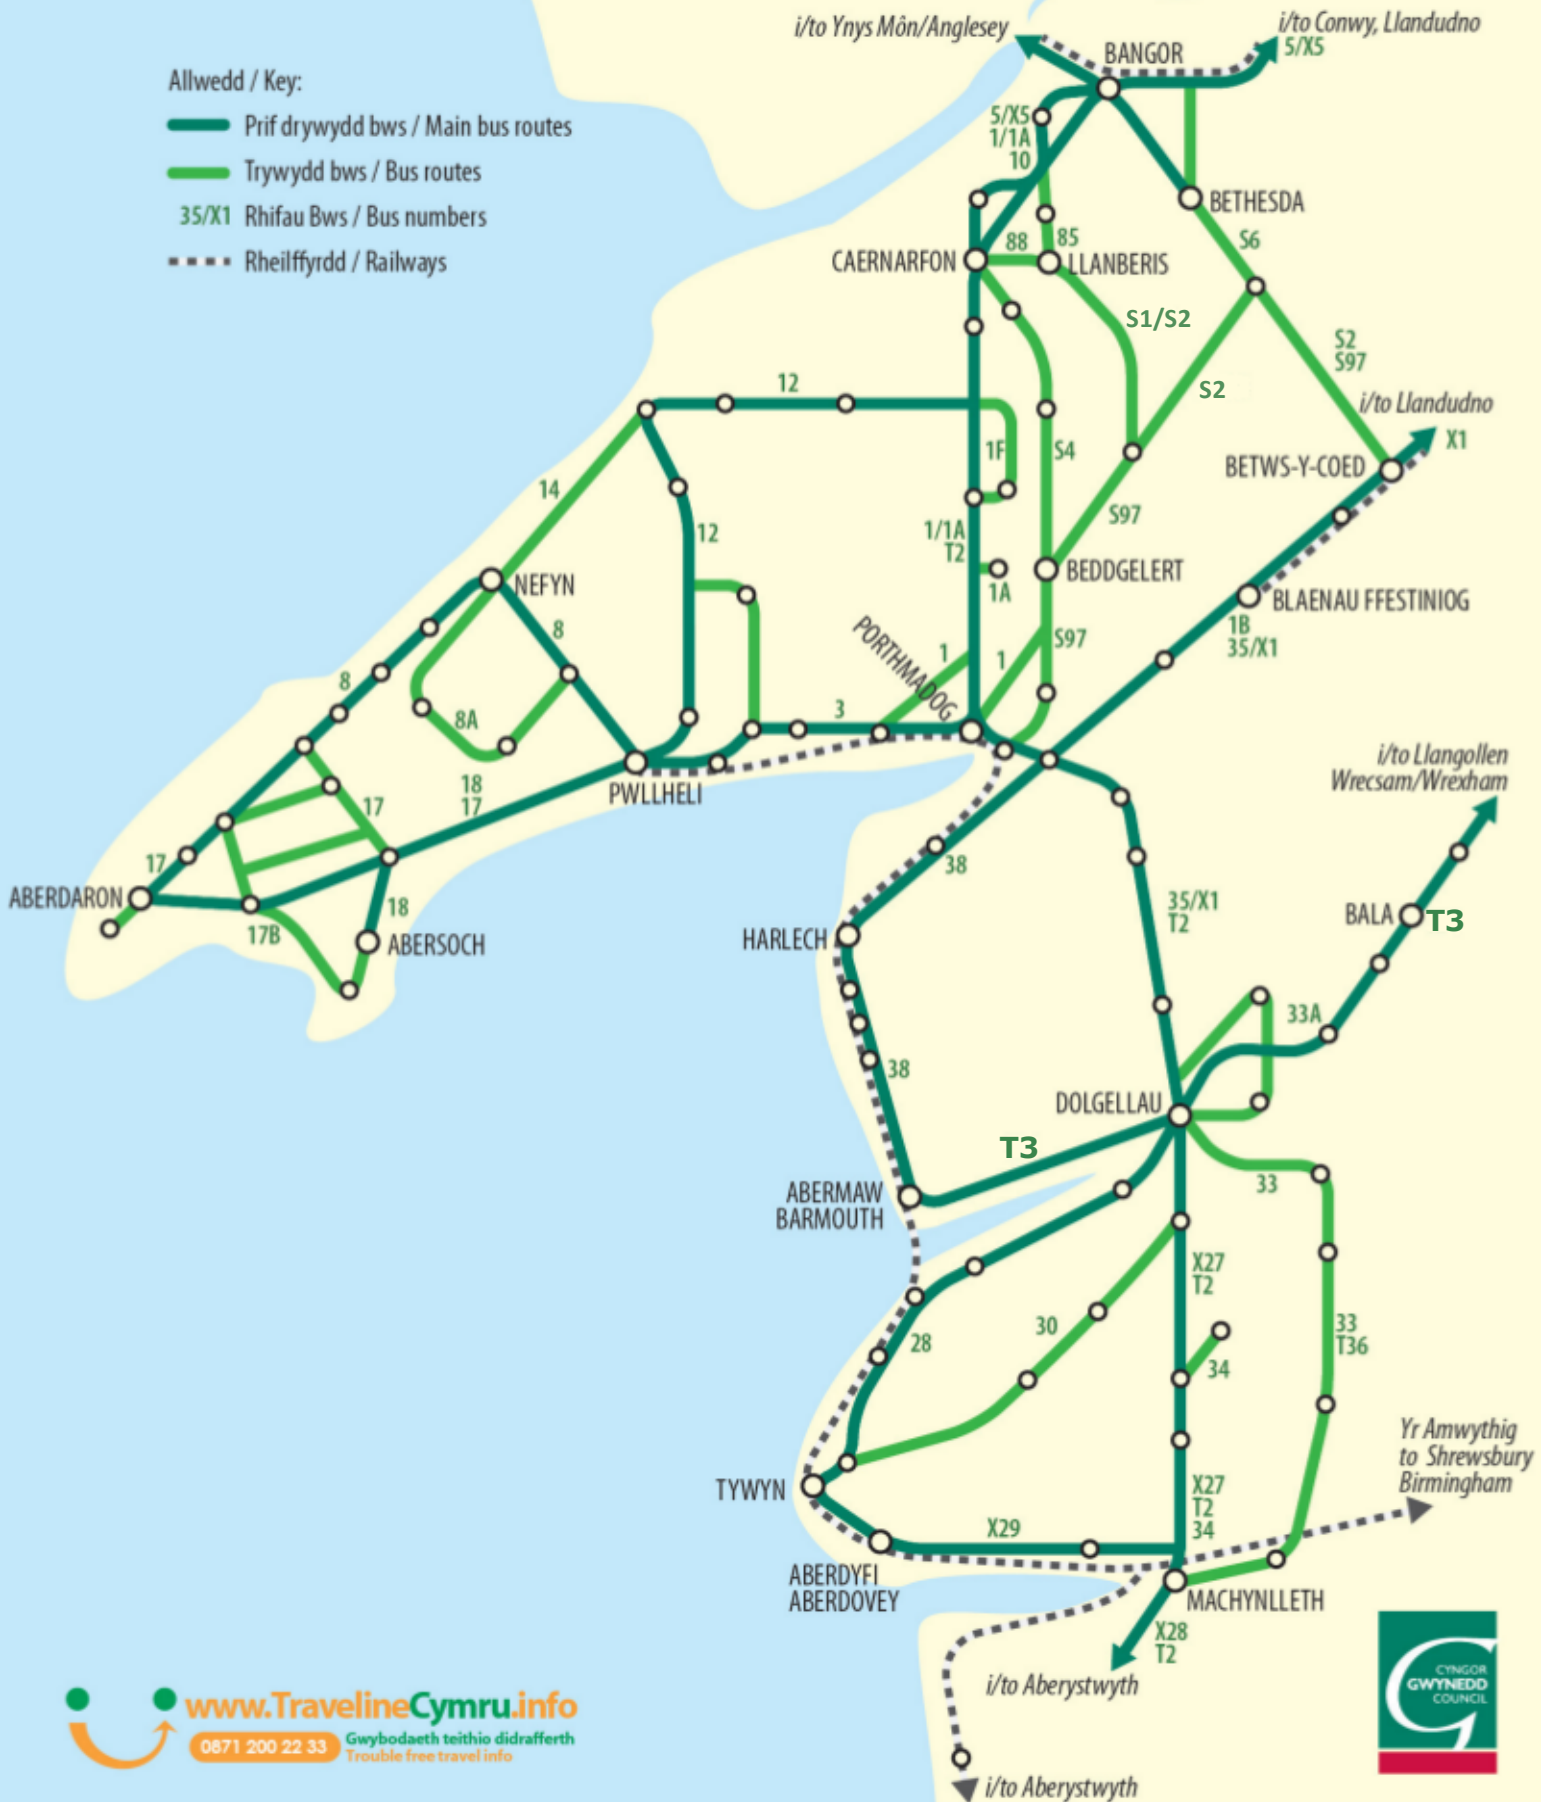 i/to Ynys Môn/Anglesey
i/to Conwy, Llandudno
5/X5
BANGOR
Allwedd / Key:
Prif drywydd bws / Main bus routes
Trywydd bws / Bus routes
35/X1 Rhifau Bws / Bus numbers
Rheilffyrdd / Railways
5/X5
1/1A
10
BETHESDA
S6
88
85
CAERNARFON
LLANBERIS
S1/S2
S2
S97
S2
i/to Llandudno
X1
12
1F
S4
BETWS-Y-COED
14
12
S97
1/1A
T2
BEDDGELERT
1A
NEFYN
BLAENAU FFESTINIOG
1B
35/X1
8
PORTHMADOG
1
1
S97
8
8A
3
18
17
PWLLHELI
17
i/to Llangollen
Wrecsam/Wrexham
17
38
ABERDARON
18
17B
ABERSOCH
35/X1
T2
BALA
T3
HARLECH
33A
38
DOLGELLAU
T3
33
ABERMAW
BARMOUTH
X27
T2
28
30
34
33
T36
Yr Amwythig
to Shrewsbury
Birmingham
TYWYN
X27
T2
34
X29
ABERDYFI
ABERDOVEY
MACHYNLLETH
X28
T2
i/to Aberystwyth
CYNGOR
GWYNEDD
COUNCIL
www.TravelineCymru.info
0871 200 22 33
Gwybodaeth teithio didrafferth
Trouble free travel info
i/to Aberystwyth